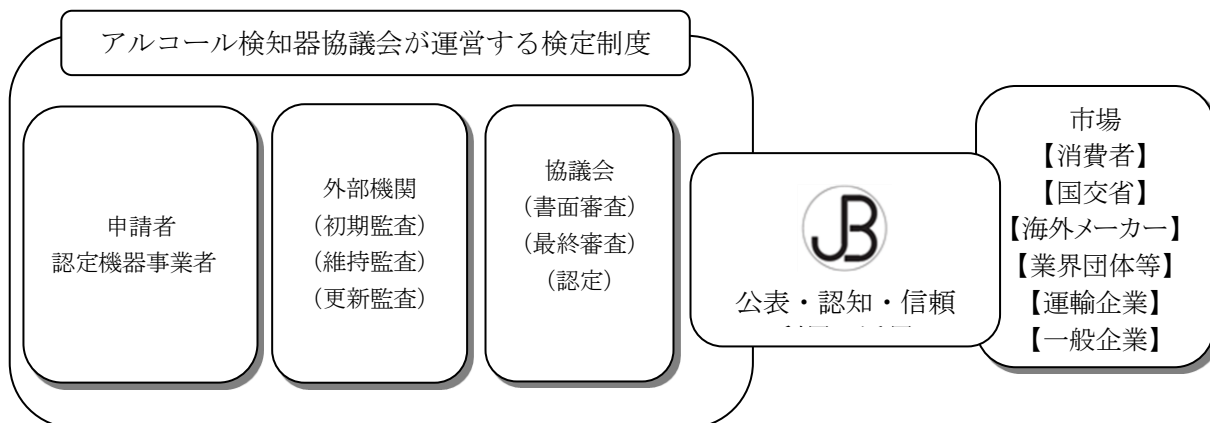 アルコール検知器協議会が運営する検定制度
申請者
認定機器事業者
外部機関
(初期監査)
(維持監査)
(更新監査)
協議会
(書面審査)
(最終審査)
(認定)
JB
公表・認知・信頼
市場
【消費者】
【国交省】
【海外メーカー】
【業界団体等】
【運輸企業】
【一般企業】